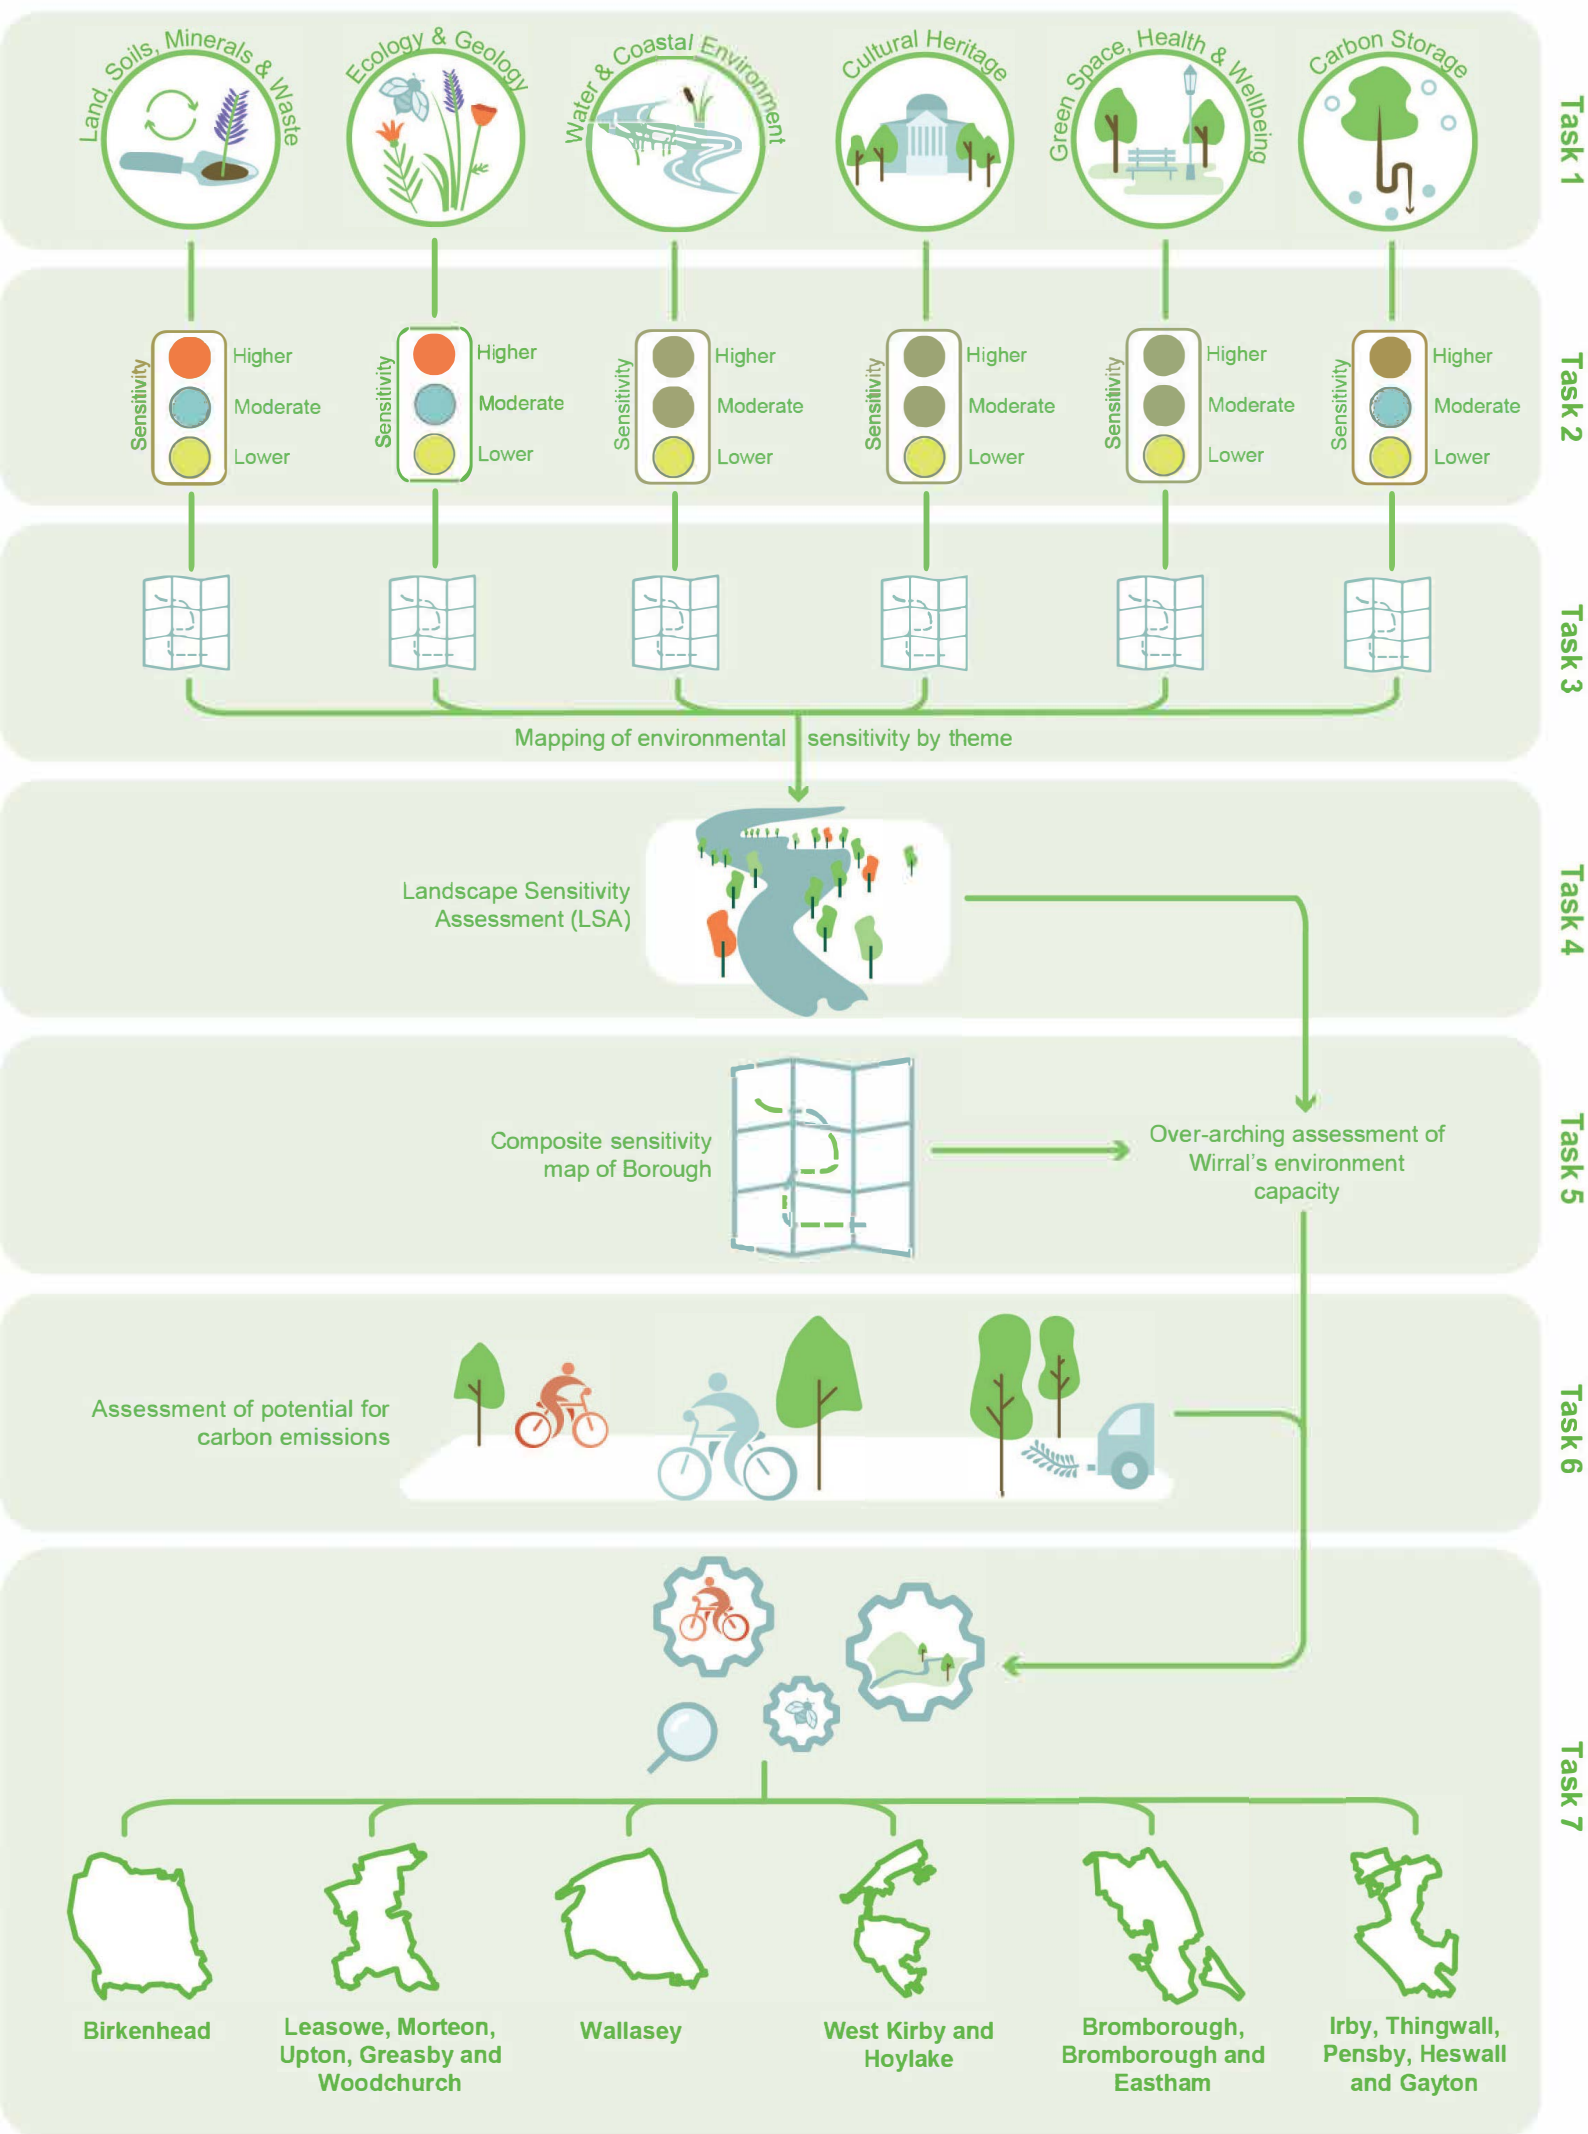 Land, Soils, Minerals & Waste
Ecology & Geology
Water & Coastal Environment
Cultural Heritage
Green Space, Health & Wellbeing
Carbon Storage
Task 1
Sensitivity
Higher
Moderate
Lower
Sensitivity
Higher
Moderate
Lower
Sensitivity
Higher
Moderate
Lower
Sensitivity
Higher
Moderate
Lower
Sensitivity
Higher
Moderate
Lower
Sensitivity
Higher
Moderate
Lower
Task 2
Mapping of environmental sensitivity by theme
Task 3
Landscape Sensitivity
Assessment (LSA)
Task 4
Composite sensitivity
map of Borough
Over-arching assessment of
Wirral's environment
capacity
Task 5
Assessment of potential for
carbon emissions
Task 6
Task 7
Birkenhead
Leasowe, Morteon,
Upton, Greasby and
Woodchurch
Wallasey
West Kirby and
Hoylake
Bromborough,
Bromborough and
Eastham
Irby, Thingwall,
Pensby, Heswall
and Gayton